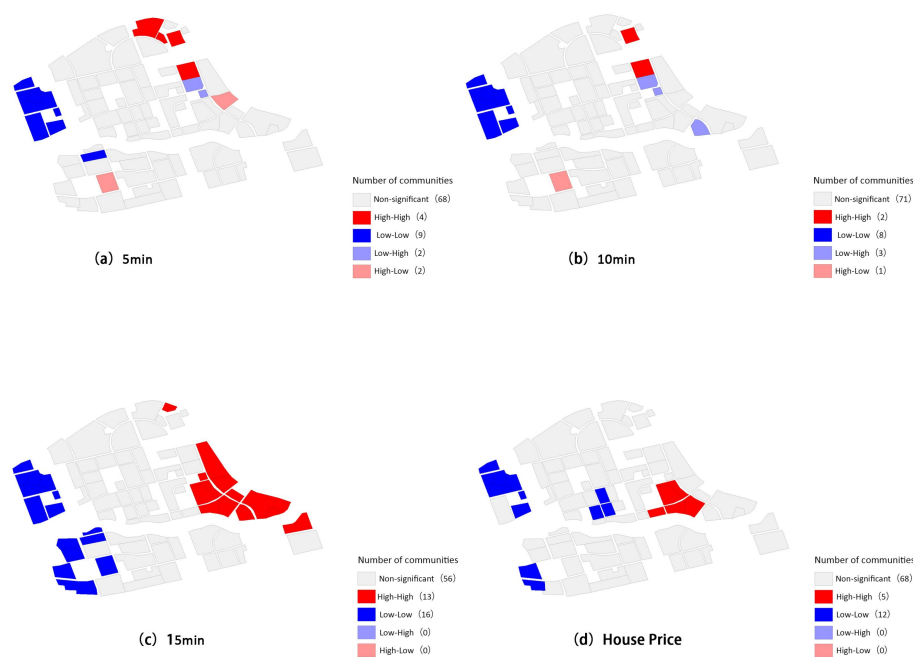 Number of communities
Non-significant（68）
High-High（4）
Low-Low（9）
Low-High（2）
High-Low（2）
（a）5min
Number of communities
Non-significant（71）
High-High（2）
Low-Low（8）
Low-High（3）
High-Low（1）
（b）10min
Number of communities
Non-significant（56）
High-High（13）
Low-Low（16）
Low-High（0）
High-Low（0）
（c）15min
Number of communities
Non-significant（68）
High-High（5）
Low-Low（12）
Low-High（0）
High-Low（0）
（d）House Price